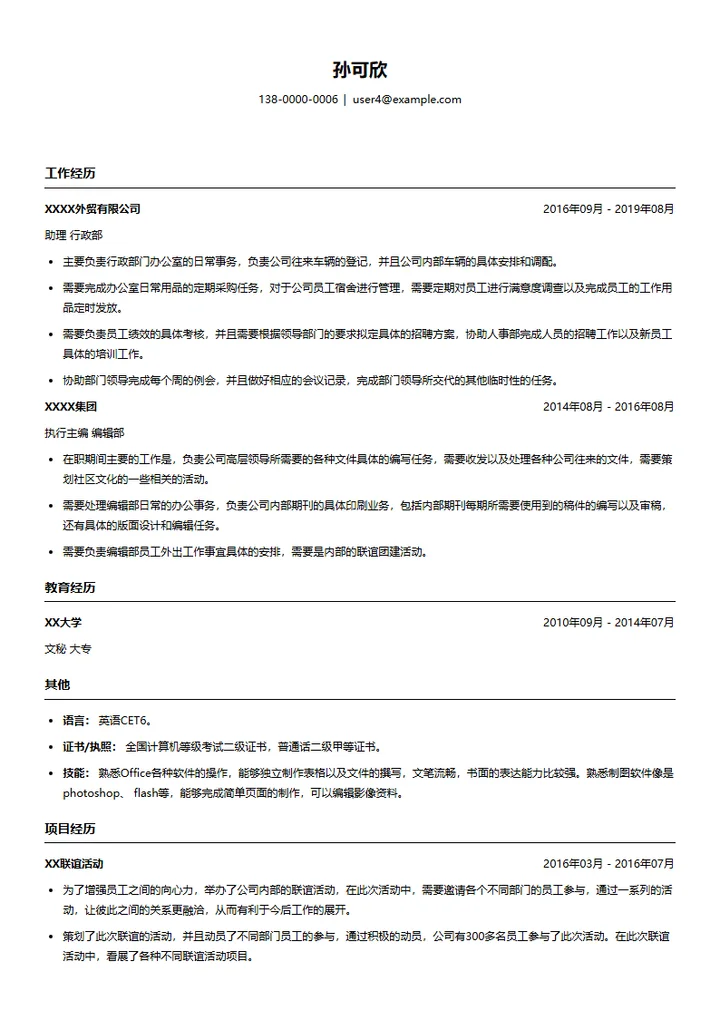 孙可欣
138-0000-0006 | user4@example.com
工作经历
XXXX外贸有限公司 2016年09月 - 2019年08月
助理 行政部
• 主要负责行政部门办公室的日常事务，负责公司往来车辆的登记，并且公司内部车辆的具体安排和调配。
• 需要完成办公室日常用品的定期采购任务，对于公司员工宿舍进行管理，需要定期对员工进行满意度调查以及完成员工的工作用
品定时发放。
• 需要负责员工绩效的具体考核，并且需要根据领导部门的要求拟定具体的招聘方案，协助人事部完成人员的招聘工作以及新员工
具体的培训工作。
• 协助部门领导完成每个周的例会，并且做好相应的会议记录，完成部门领导所交代的其他临时性的任务。
XXXX集团 2014年08月 - 2016年08月
执行主编 编辑部
• 在职期间主要的工作是，负责公司高层领导所需要的各种文件具体的编写任务，需要收发以及处理各种公司往来的文件，需要策
划社区文化的一些相关的活动。
• 需要处理编辑部日常的办公事务，负责公司内部期刊的具体印刷业务，包括内部期刊每期所需要使用到的稿件的编写以及审稿，
还有具体的版面设计和编辑任务。
• 需要负责编辑部员工外出工作事宜具体的安排，需要是内部的联谊团建活动。
教育经历
XX大学 2010年09月 - 2014年07月
文秘 大专
其他
• 语言： 英语CET6。
• 证书/执照： 全国计算机等级考试二级证书，普通话二级甲等证书。
• 技能： 熟悉Office各种软件的操作，能够独立制作表格以及文件的撰写，文笔流畅，书面的表达能力比较强。熟悉制图软件像是
photoshop、 flash等，能够完成简单页面的制作，可以编辑影像资料。
项目经历
XX联谊活动 2016年03月 - 2016年07月
• 为了增强员工之间的向心力，举办了公司内部的联谊活动，在此次活动中，需要邀请各个不同部门的员工参与，通过一系列的活
动，让彼此之间的关系更融洽，从而有利于今后工作的展开。
• 策划了此次联谊的活动，并且动员了不同部门员工的参与，通过积极的动员，公司有300多名员工参与了此次活动。在此次联谊
活动中，看展了各种不同联谊活动项目。